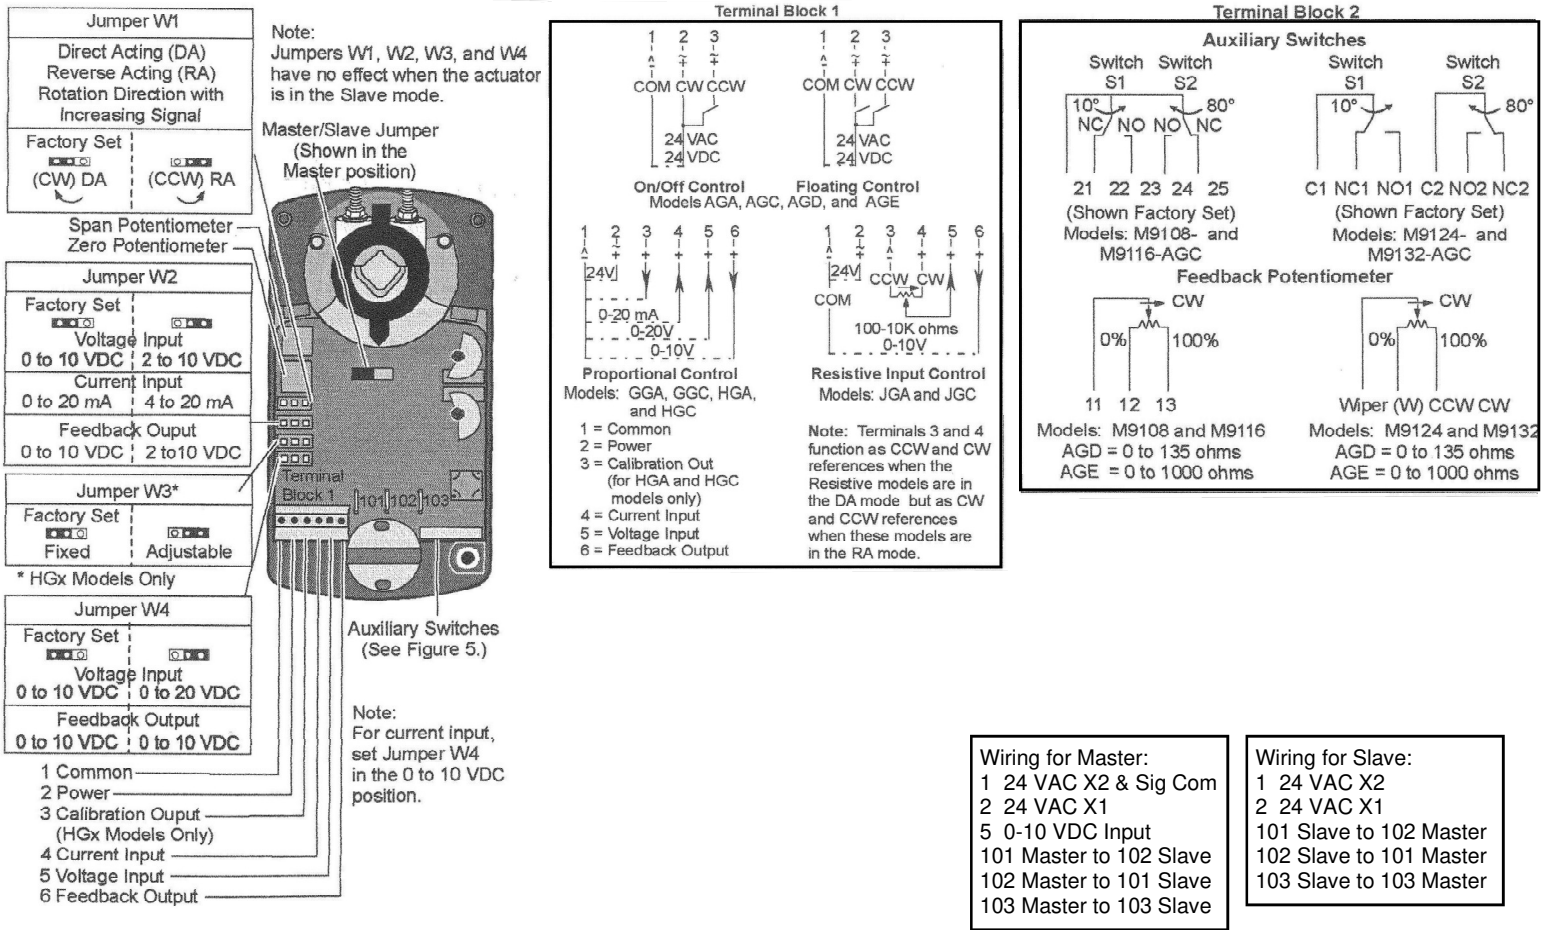 Jumper W1
Direct Acting (DA)
Reverse Acting (RA)
Rotation Direction with
Increasing Signal
Factory Set
(CW) DA
(CCW) RA
Note:
Jumpers W1, W2, W3, and W4
have no effect when the actuator
is in the Slave mode.
Master/Slave Jumper
(Shown in the
Master position)
Span Potentiometer
Zero Potentiometer
Jumper W2
Factory Set
Voltage Input
0 to 10 VDC
2 to 10 VDC
Current Input
0 to 20 mA
4 to 20 mA
Feedback Ouput
0 to 10 VDC
2 to10 VDC
Jumper W3*
Factory Set
Fixed
Adjustable
* HGx Models Only
Jumper W4
Factory Set
Voltage Input
0 to 10 VDC
0 to 20 VDC
Feedback Output
0 to 10 VDC
0 to 10 VDC
Terminal
Block 1
101 102 103
Auxiliary Switches
(See Figure 5.)
Note:
For current input,
set Jumper W4
in the 0 to 10 VDC
position.
1 Common
2 Power
3 Calibration Ouput
(HGx Models Only)
4 Current Input
5 Voltage Input
6 Feedback Output
Terminal Block 1
1 2 3
COM CW CCW
24 VAC
24 VDC
On/Off Control
1 2 3
COM CW CCW
24 VAC
24 VDC
Floating Control
Models AGA, AGC, AGD, and AGE
1 2 3 4 5 6
24V
0-20 mA
0-20V
0-10V
Proportional Control
Models: GGA, GGC, HGA,
and HGC
1 = Common
2 = Power
3 = Calibration Out
(for HGA and HGC
models only)
4 = Current Input
5 = Voltage Input
6 = Feedback Output
1 2 3 4 5 6
24V
CCW CW
COM
100-10K ohms
0-10V
Resistive Input Control
Models: JGA and JGC
Note: Terminals 3 and 4
function as CCW and CW
references when the
Resistive models are in
the DA mode but as CW
and CCW references
when these models are
in the RA mode.
Terminal Block 2
Auxiliary Switches
Switch Switch
S1 S2
10° 80°
NC NO NO NC
21 22 23 24 25
(Shown Factory Set)
Models: M9108- and
M9116-AGC
Switch Switch
S1 S2
10° 80°
C1 NC1 NO1 C2 NO2 NC2
(Shown Factory Set)
Models: M9124- and
M9132-AGC
Feedback Potentiometer
CW
0% 100%
11 12 13
Models: M9108 and M9116
AGD = 0 to 135 ohms
AGE = 0 to 1000 ohms
CW
0% 100%
Wiper (W) CCW CW
Models: M9124 and M9132
AGD = 0 to 135 ohms
AGE = 0 to 1000 ohms
Wiring for Master:
1 24 VAC X2 & Sig Com
2 24 VAC X1
5 0-10 VDC Input
101 Master to 102 Slave
102 Master to 101 Slave
103 Master to 103 Slave
Wiring for Slave:
1 24 VAC X2
2 24 VAC X1
101 Slave to 102 Master
102 Slave to 101 Master
103 Slave to 103 Master